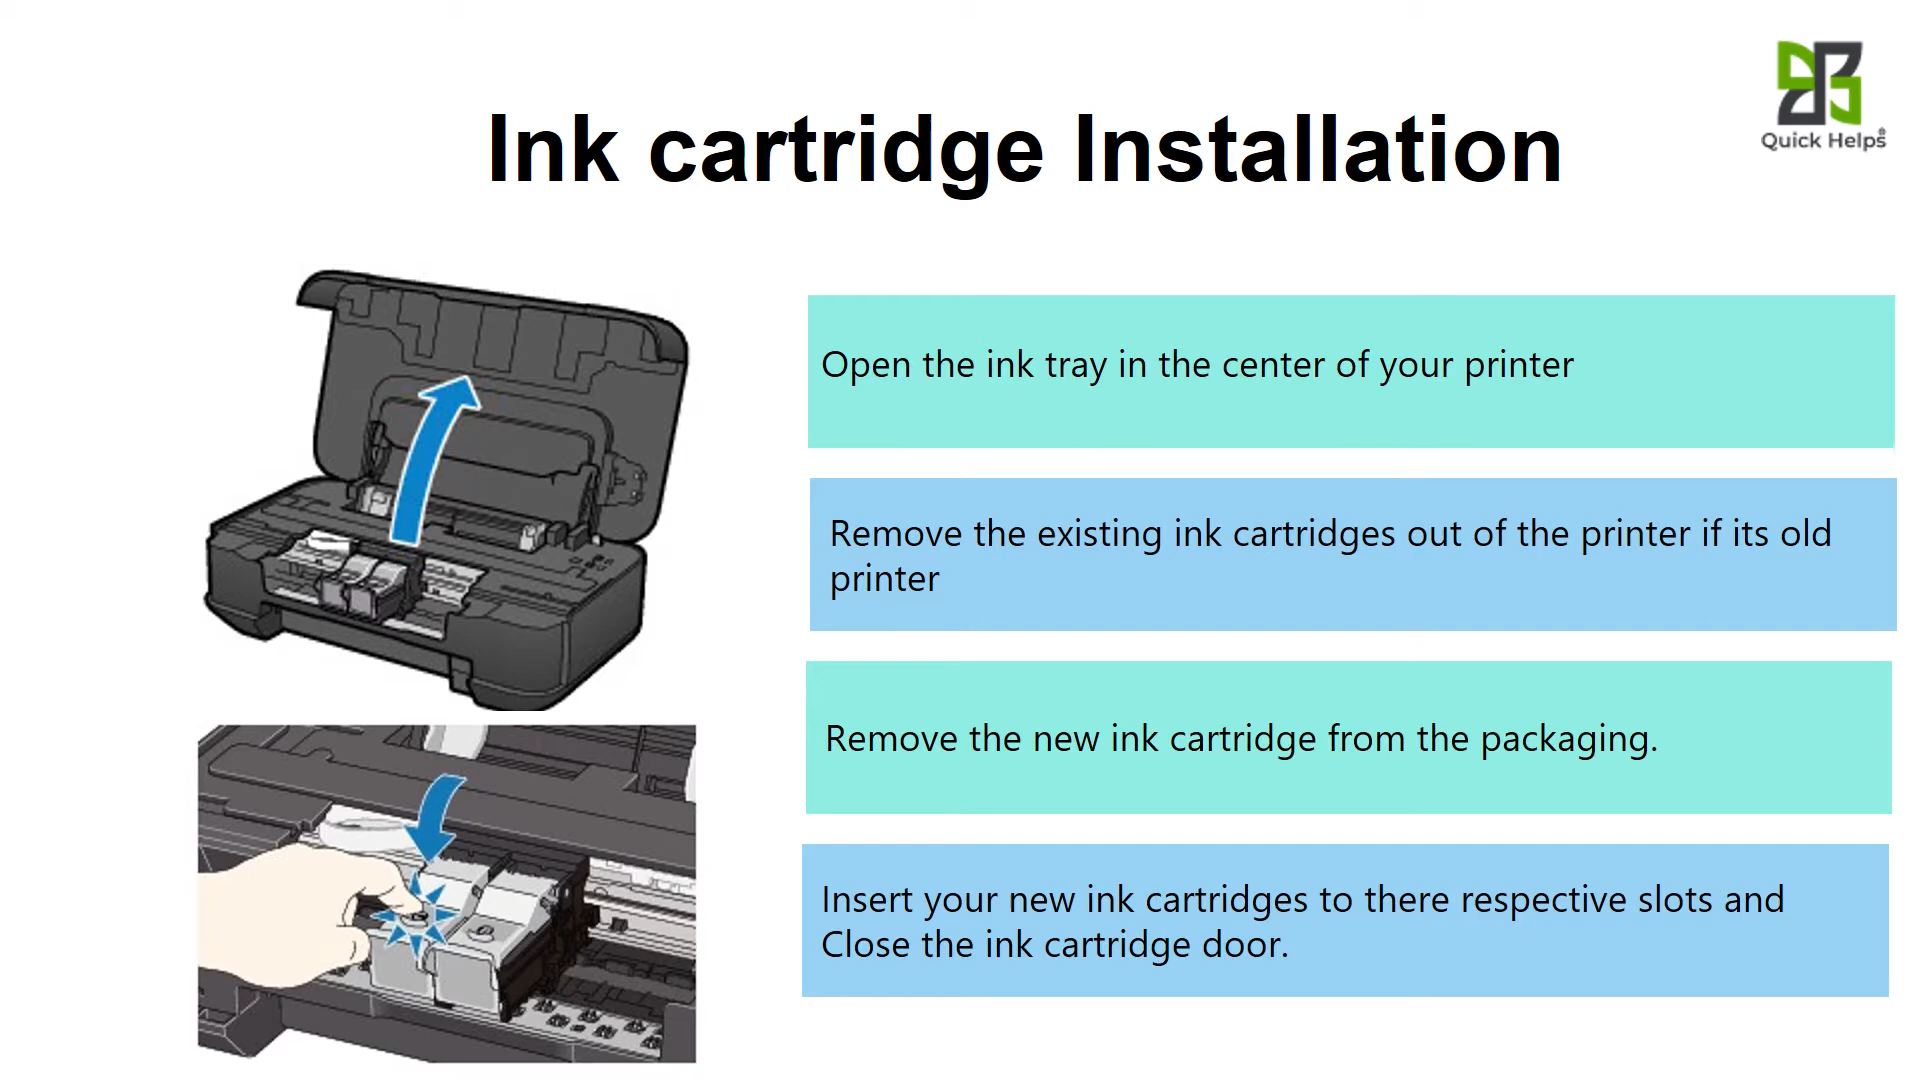 Quick Helps
Ink cartridge Installation
Open the ink tray in the center of your printer
Remove the existing ink cartridges out of the printer if its old
printer
Remove the new ink cartridge from the packaging.
Insert your new ink cartridges to there respective slots and
Close the ink cartridge door.